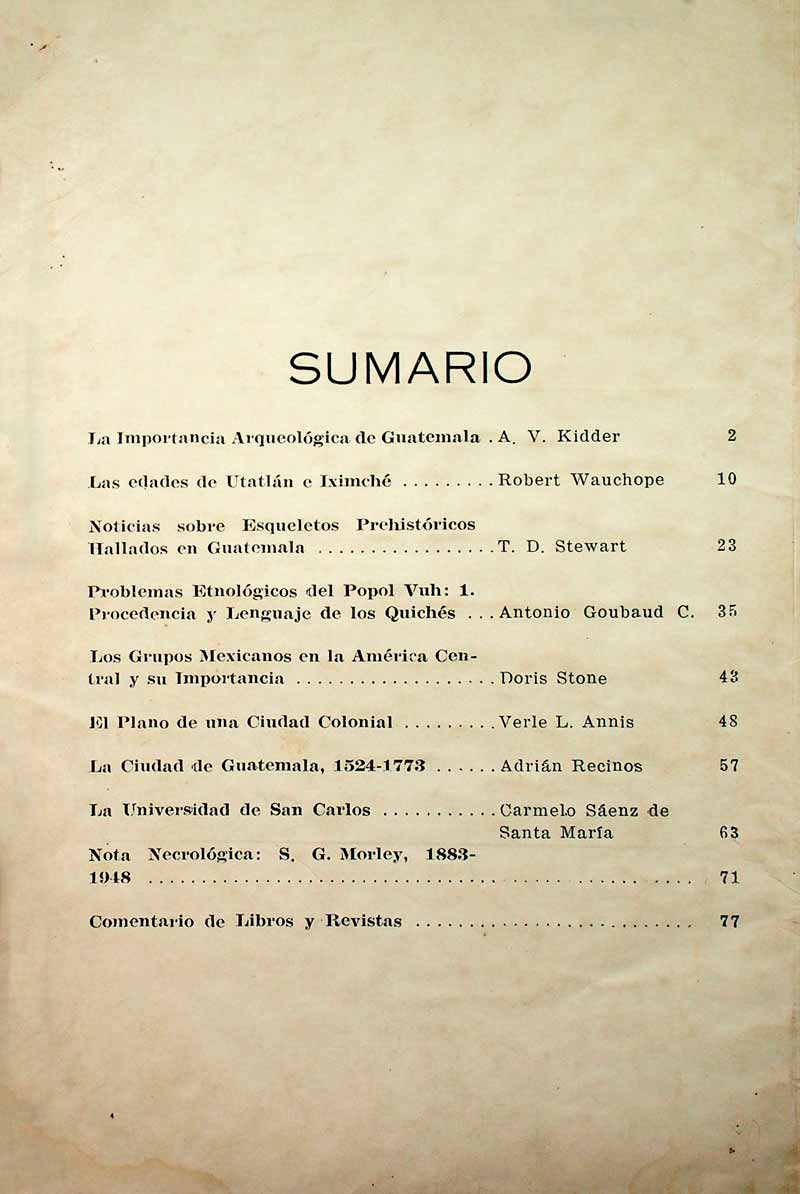 SUMARIO
La Importancia Arqueológica de Guatemala . A. V. Kidder 2
Las edades de Utatlán e Iximché ......... Robert Wauchope 10
Noticias sobre Esqueletos Prehistóricos
Hallados en Guatemala ................. T. D. Stewart 23
Problemas Etnológicos del Popol Vuh: 1.
Procedencia y Lenguaje de los Quichés ... Antonio Goubaud C. 35
Los Grupos Mexicanos en la América Cen-
tral y su Importancia ................... Doris Stone 43
El Plano de una Ciudad Colonial ......... Verle L. Annis 48
La Ciudad de Guatemala, 1524-1773 ...... Adrián Recinos 57
La Universidad de San Carlos ........... Carmelo Sáenz de
Santa María 63
Nota Necrológica: S. G. Morley, 1883-
1948 .................................................... 71
Comentario de Libros y Revistas .......................... 77